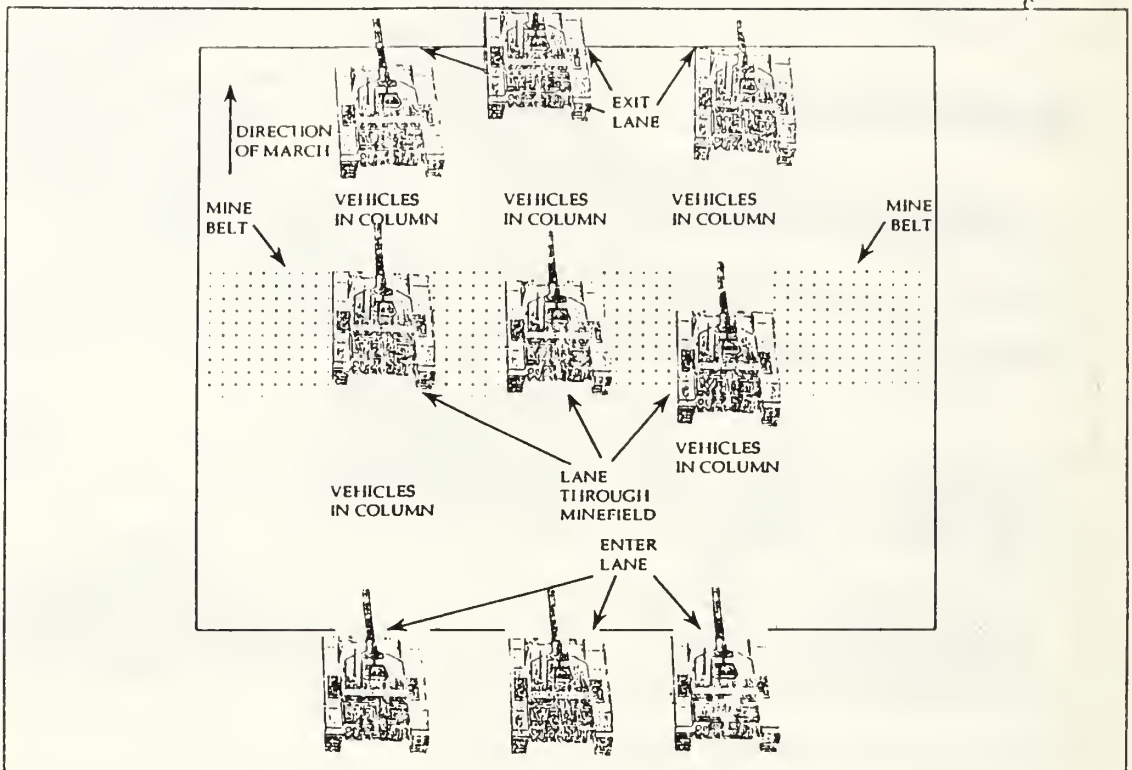 EXIT
LANE
DIRECTION
OF MARCH
VEHICLES
IN COLUMN
VEHICLES
IN COLUMN
VEHICLES
IN COLUMN
MINE
BELT
MINE
BELT
VEHICLES
IN COLUMN
VEHICLES
IN COLUMN
LANE
THROUGH
MINEFIELD
ENTER
LANE